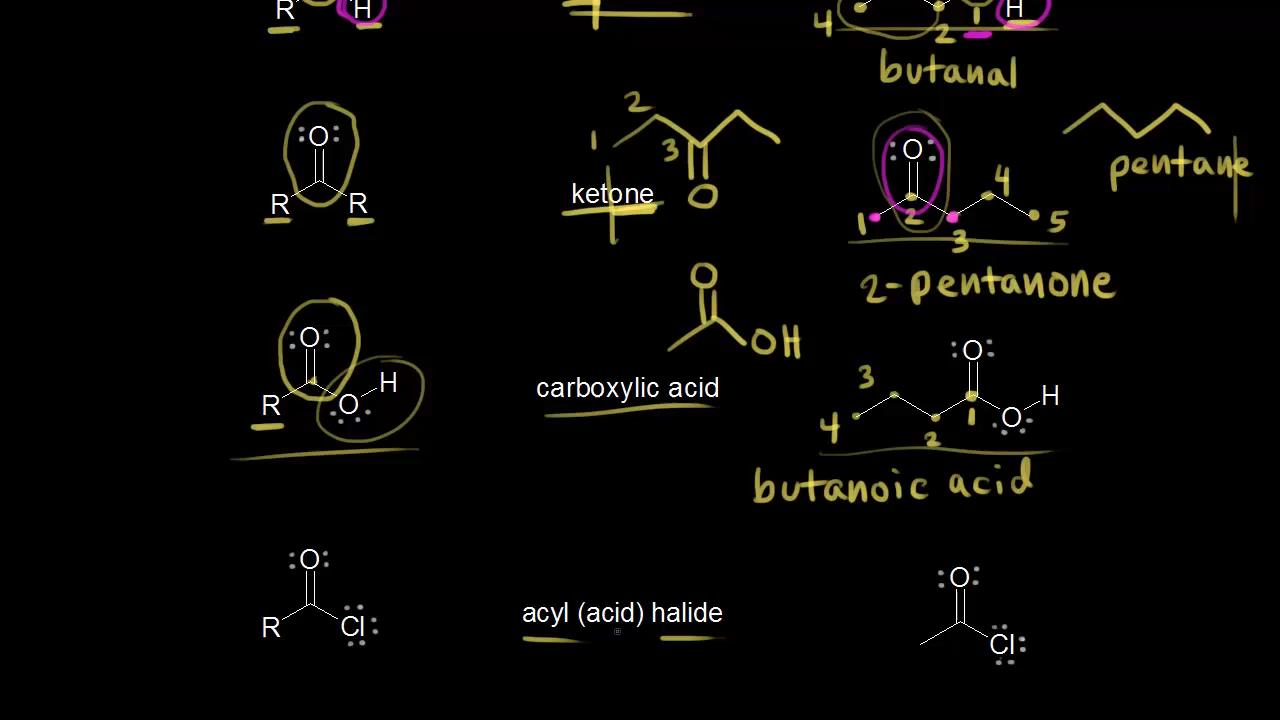 R H 4 2 1 H
butanal
:O: R R
1 2 3 O
ketone
:O: 1 2 3 4 5
pentane
2-pentanone
:O: R O H
O OH
carboxylic acid
:O: 4 3 2 1 O H
butanoic acid
:O: R Cl:
acyl (acid) halide
:O: Cl: